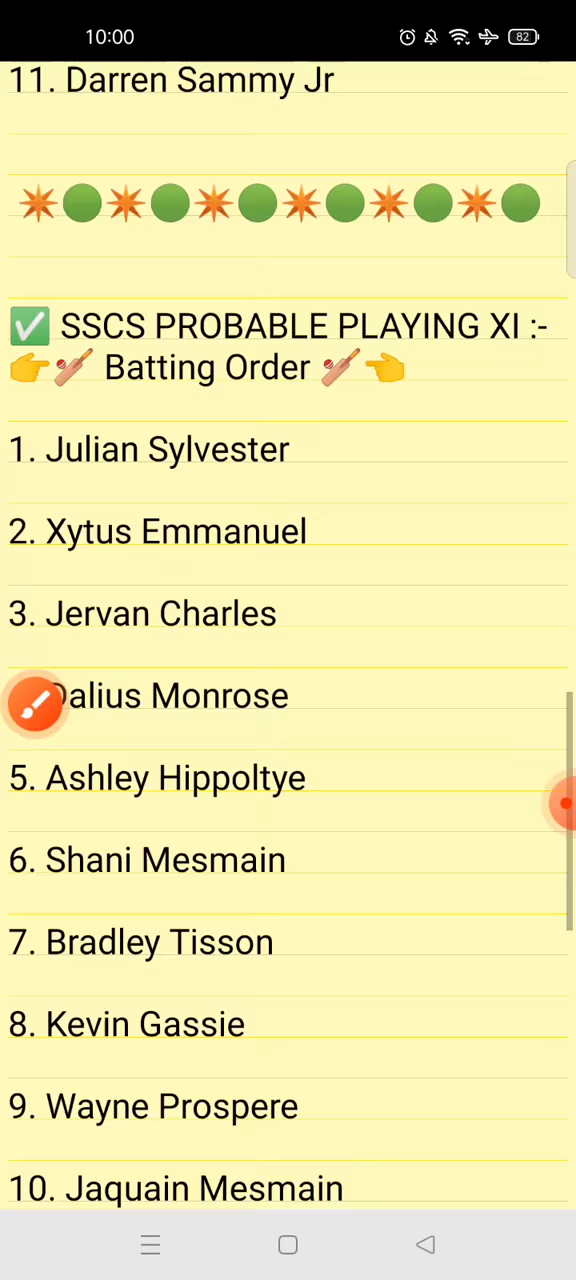 10:00
82
11. Darren Sammy Jr
✅ SSCS PROBABLE PLAYING XI :-
👉🏏 Batting Order 🏏👈
1. Julian Sylvester
2. Xytus Emmanuel
3. Jervan Charles
Dalius Monrose
5. Ashley Hippoltye
6. Shani Mesmain
7. Bradley Tisson
8. Kevin Gassie
9. Wayne Prospere
10. Jaquain Mesmain